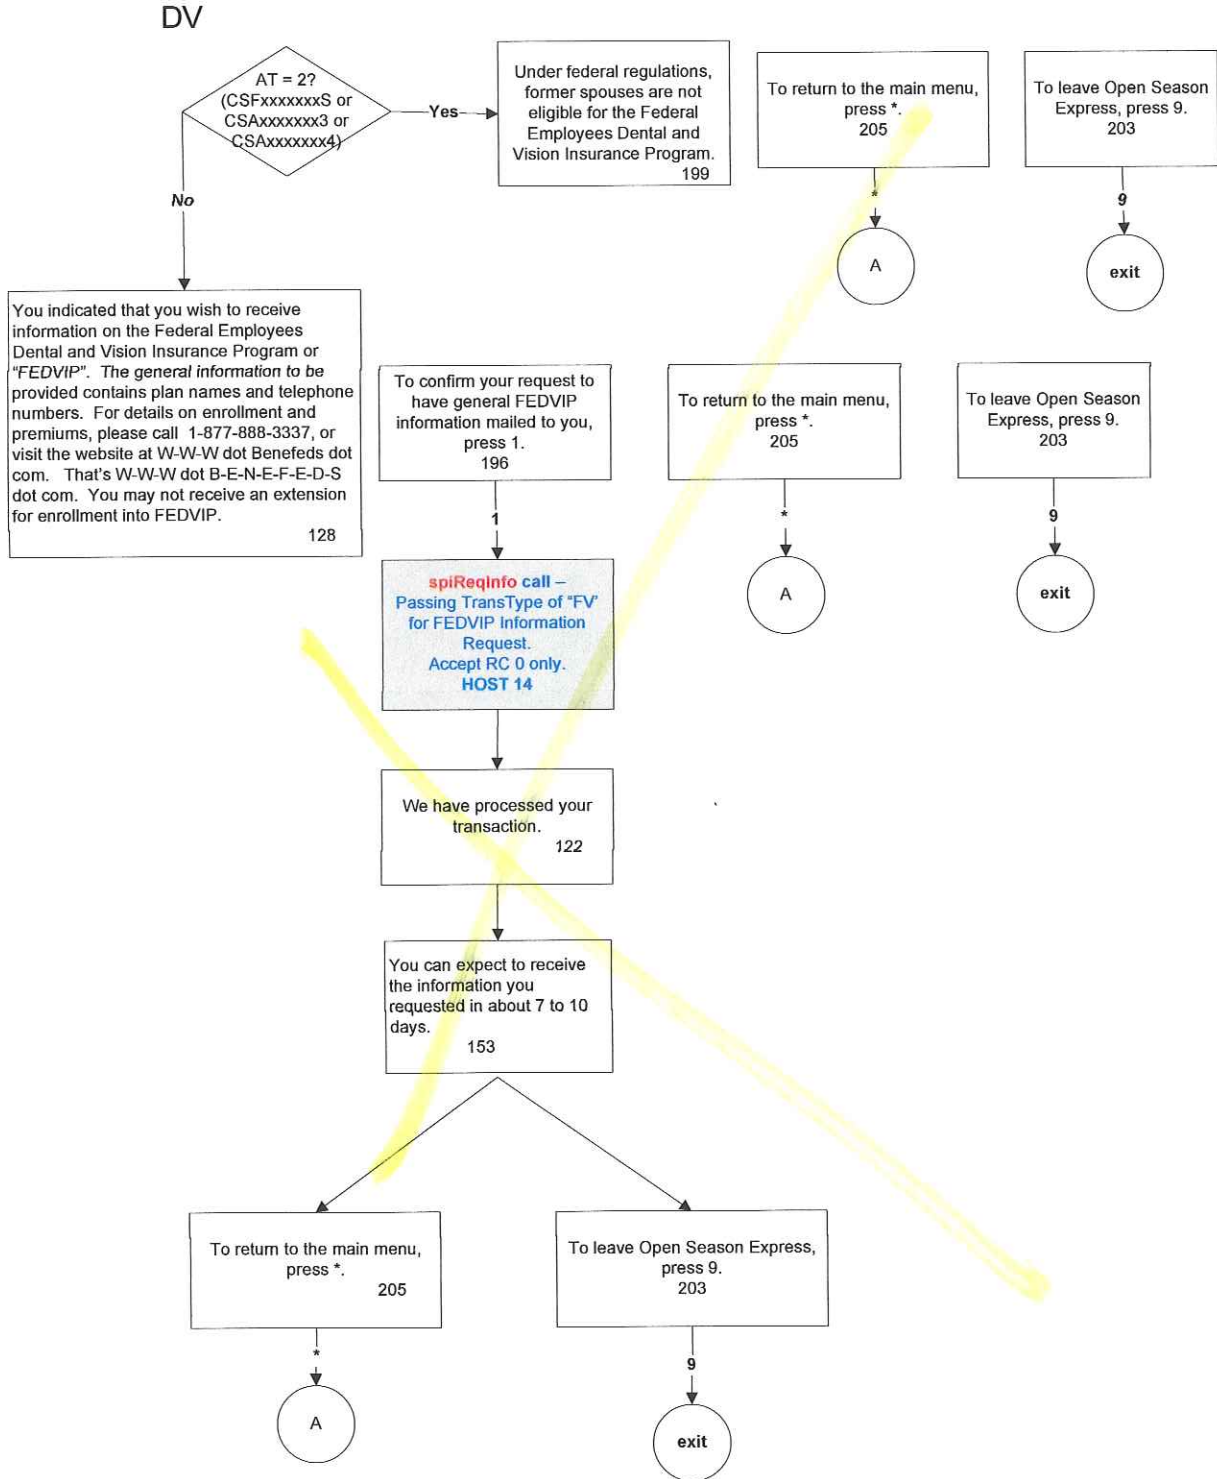 DV
AT = 2?
(CSFxxxxxxxS or
CSAxxxxxxx3 or
CSAxxxxxxx4)
Yes
Under federal regulations,
former spouses are not
eligible for the Federal
Employees Dental and
Vision Insurance Program.
199
To return to the main menu,
press *.
205
To leave Open Season
Express, press 9.
203
No
*
9
A
exit
You indicated that you wish to receive
information on the Federal Employees
Dental and Vision Insurance Program or
"FEDVIP". The general information to be
provided contains plan names and telephone
numbers. For details on enrollment and
premiums, please call 1-877-888-3337, or
visit the website at W-W-W dot Benefeds dot
com. That's W-W-W dot B-E-N-E-F-E-D-S
dot com. You may not receive an extension
for enrollment into FEDVIP.
128
To confirm your request to
have general FEDVIP
information mailed to you,
press 1.
196
To return to the main menu,
press *.
205
To leave Open Season
Express, press 9.
203
1
*
9
A
exit
spiReqInfo call –
Passing TransType of "FV'
for FEDVIP Information
Request.
Accept RC 0 only.
HOST 14
We have processed your
transaction.
122
You can expect to receive
the information you
requested in about 7 to 10
days.
153
To return to the main menu,
press *.
205
To leave Open Season Express,
press 9.
203
*
9
A
exit